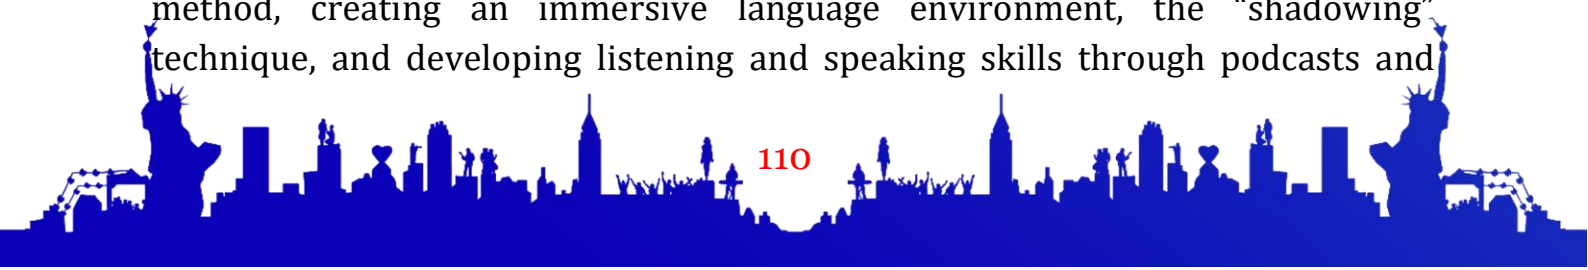 method, creating an immersive language environment, the “shadowing”
technique, and developing listening and speaking skills through podcasts and
110